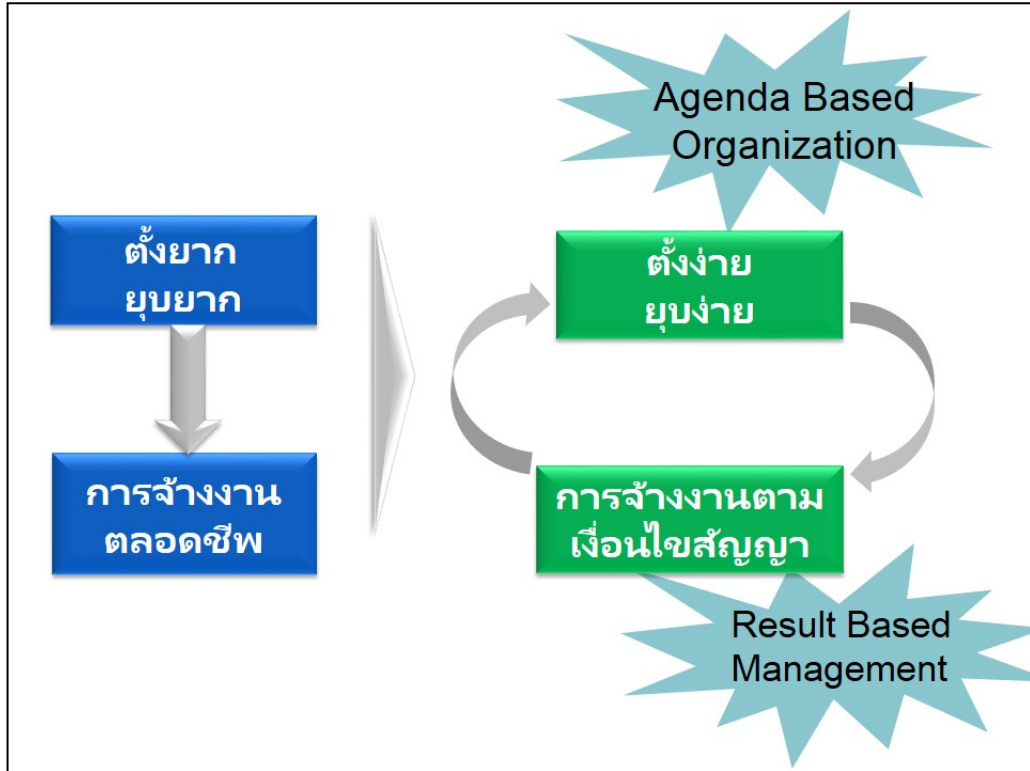 Agenda Based
Organization
ตั้งยาก
ยุบยาก
ตั้งง่าย
ยุบง่าย
การจ้างงาน
ตลอดชีพ
การจ้างงานตาม
เงื่อนไขสัญญา
Result Based
Management